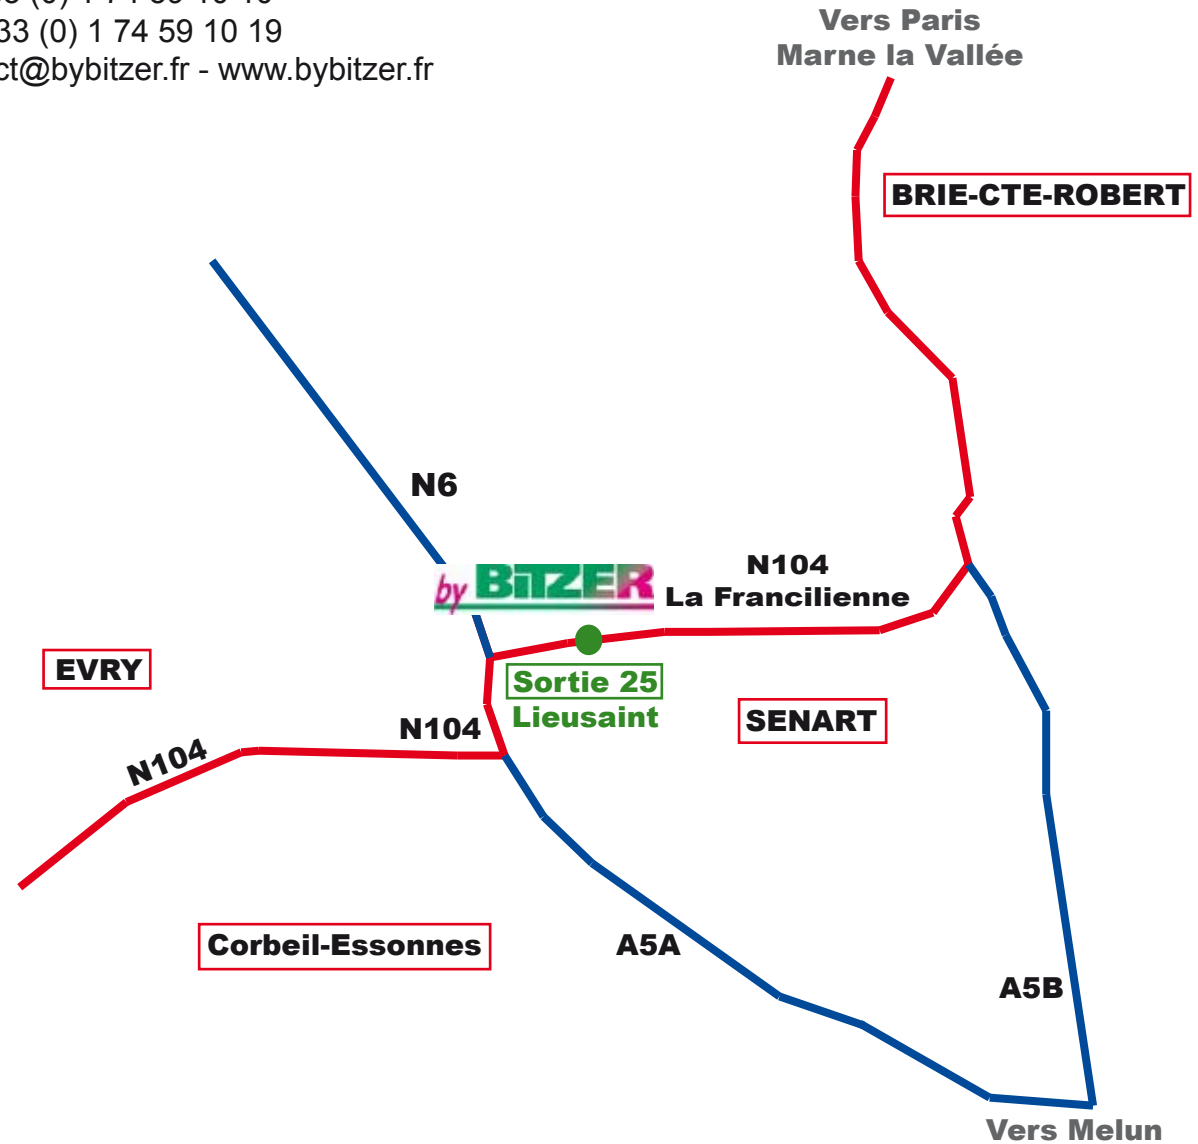 33 (0) 1 74 59 10 19
ct@bybitzer.fr - www.bybitzer.fr
Vers Paris
Marne la Vallée
BRIE-CTE-ROBERT
N6
by BITZER
N104
La Francilienne
EVRY
Sortie 25
Lieusaint
SENART
N104
N104
Corbeil-Essonnes
A5A
A5B
Vers Melun